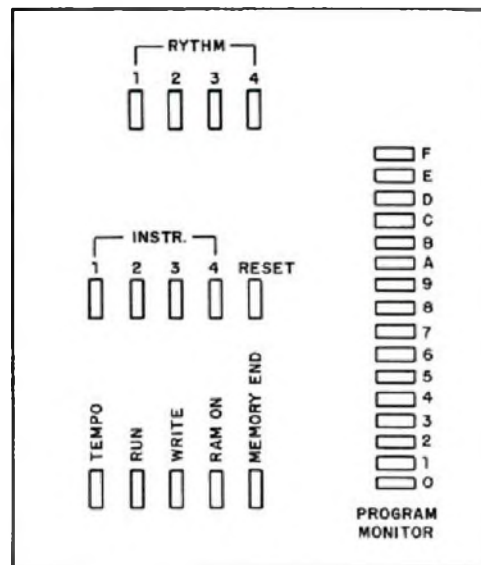 RYTHM
1 2 3 4
INSTR.
1 2 3 4 RESET
TEMPO
RUN
WRITE
RAM ON
MEMORY END
F
E
D
C
B
A
9
8
7
6
5
4
3
2
1
0
PROGRAM
MONITOR